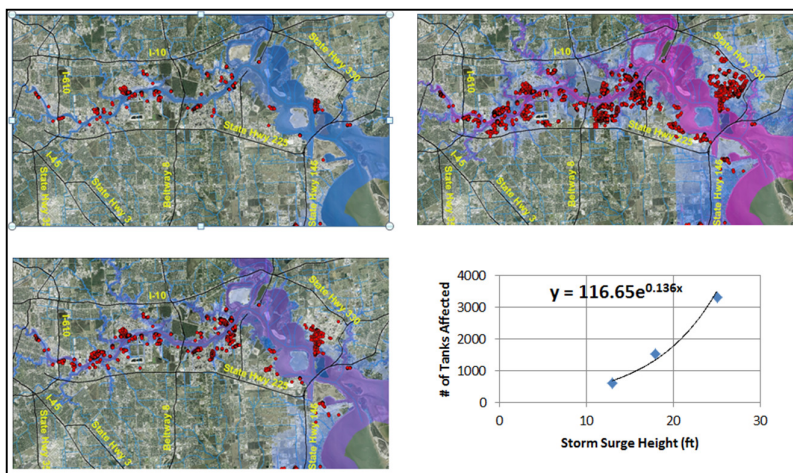 I-10
State Hwy 330
I-610
State Hwy 225
I-45
State Hwy 3
Beltway 8
State Hwy 146
I-10
State Hwy 330
I-610
State Hwy 225
I-45
State Hwy 3
Beltway 8
State Hwy 146
I-10
State Hwy 330
I-610
State Hwy 225
I-45
State Hwy 3
Beltway 8
State Hwy 146
y = 116.65e^0.136x
# of Tanks Affected
4000
3000
2000
1000
0
0 10 20 30
Storm Surge Height (ft)